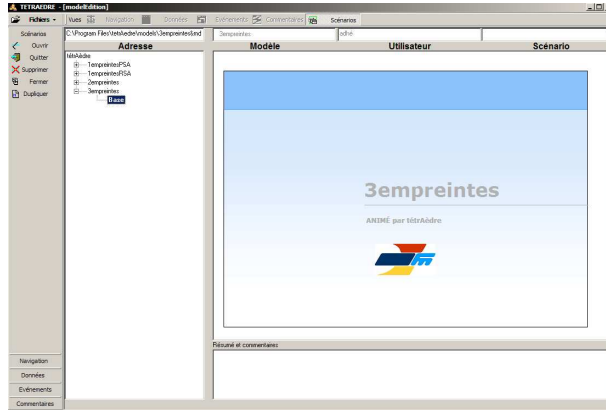 TETRAEDRE - [modelEdition]
Fichiers Vues Navigation Données Evénements Commentaires Scénarios
Scénarios
Ouvrir
Quitter
Supprimer
Fermer
Dupliquer
C:\Program Files\tetrAedre\models\3empreintes&md
3empreintes
adhé
Adresse
Modèle
Utilisateur
Scénario
tétrAèdre
1empreintesPSA
1empreintesRSA
2empreintes
3empreintes
Base
3empreintes
ANIMÉ par tétrAèdre
Résumé et commentaires
Navigation
Données
Evénements
Commentaires